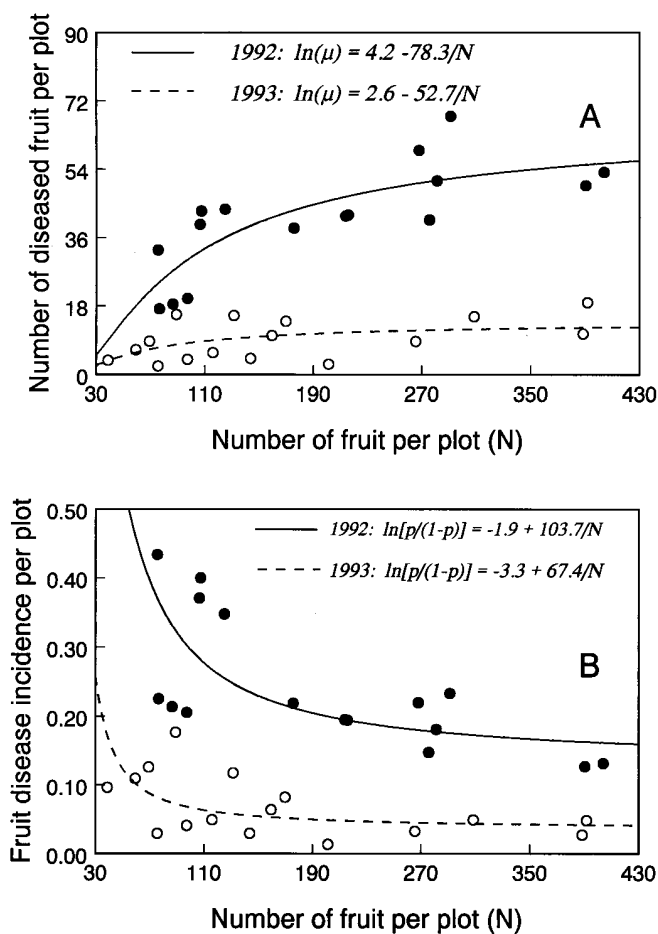 Number of diseased fruit per plot
90
72
54
36
18
0
1992: ln(μ) = 4.2 -78.3/N
1993: ln(μ) = 2.6 - 52.7/N
A
30 110 190 270 350 430
Number of fruit per plot (N)
Fruit disease incidence per plot
0.50
0.40
0.30
0.20
0.10
0.00
1992: ln[p/(1-p)] = -1.9 + 103.7/N
1993: ln[p/(1-p)] = -3.3 + 67.4/N
B
30 110 190 270 350 430
Number of fruit per plot (N)